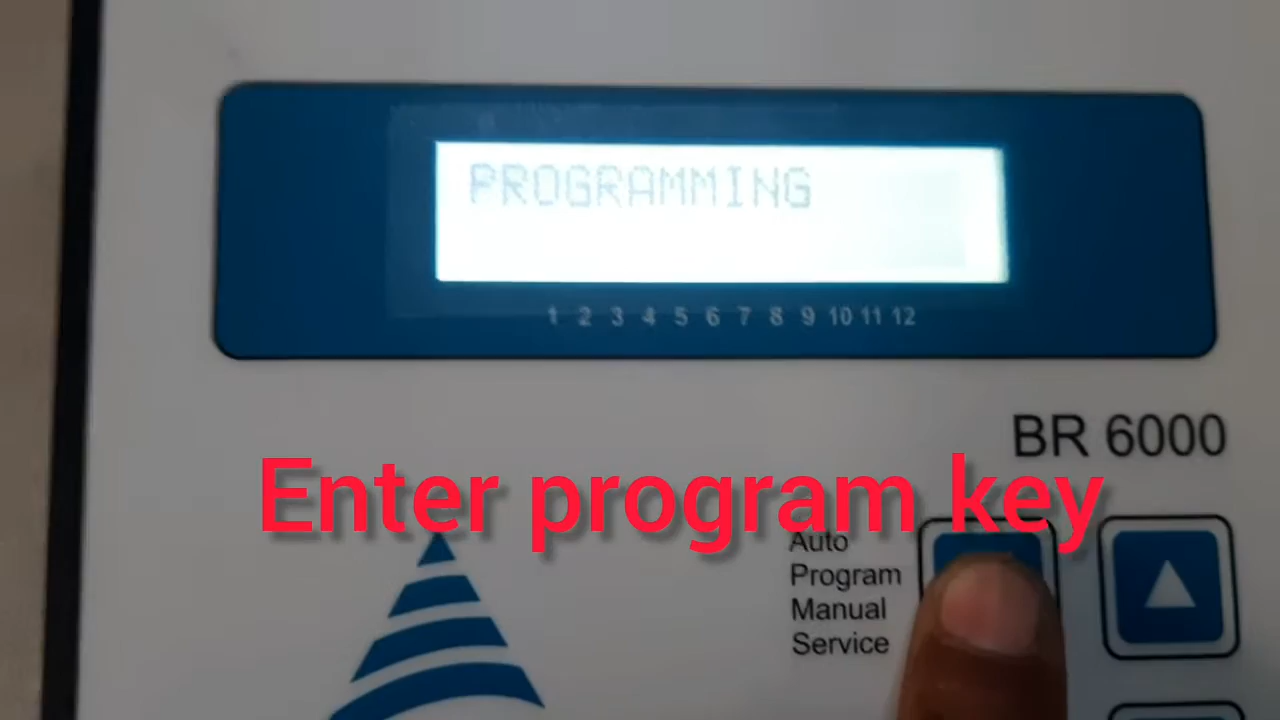 PROGRAMMING
1 2 3 4 5 6 7 8 9 10 11 12
BR 6000
Enter program key
Auto
Program
Manual
Service